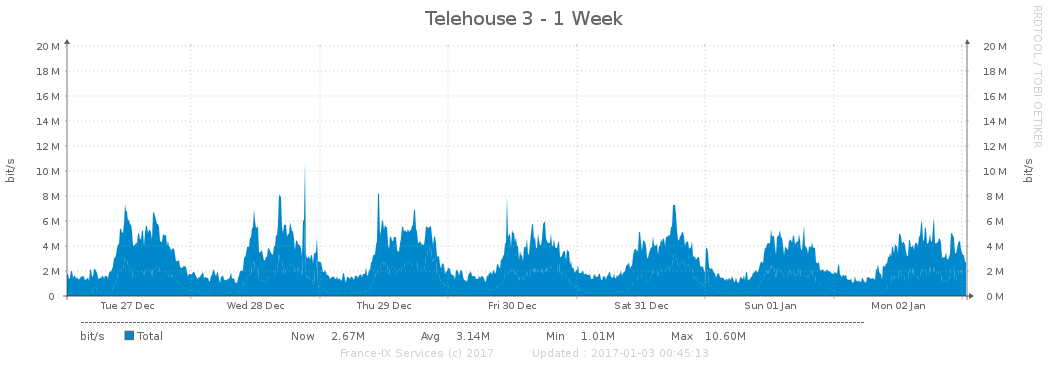 Telehouse 3 - 1 Week
RRDTOOL / TOBI OETIKER
20 M 20 M
18 M 18 M
16 M 16 M
14 M 14 M
12 M 12 M
10 M 10 M
8 M 8 M
6 M 6 M
4 M 4 M
2 M 2 M
0 0 M
bit/s bit/s
Tue 27 Dec Wed 28 Dec Thu 29 Dec Fri 30 Dec Sat 31 Dec Sun 01 Jan Mon 02 Jan
bit/s Total Now 2.67M Avg 3.14M Min 1.01M Max 10.60M
France-IX Services (c) 2017 Updated : 2017-01-03 00:45:13